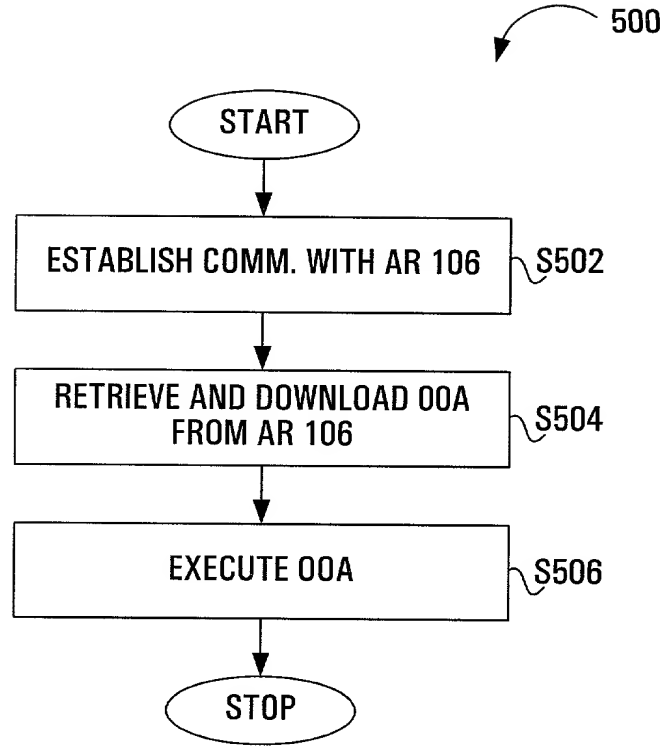 500
START
ESTABLISH COMM. WITH AR 106
S502
RETRIEVE AND DOWNLOAD OOA
FROM AR 106
S504
EXECUTE OOA
S506
STOP